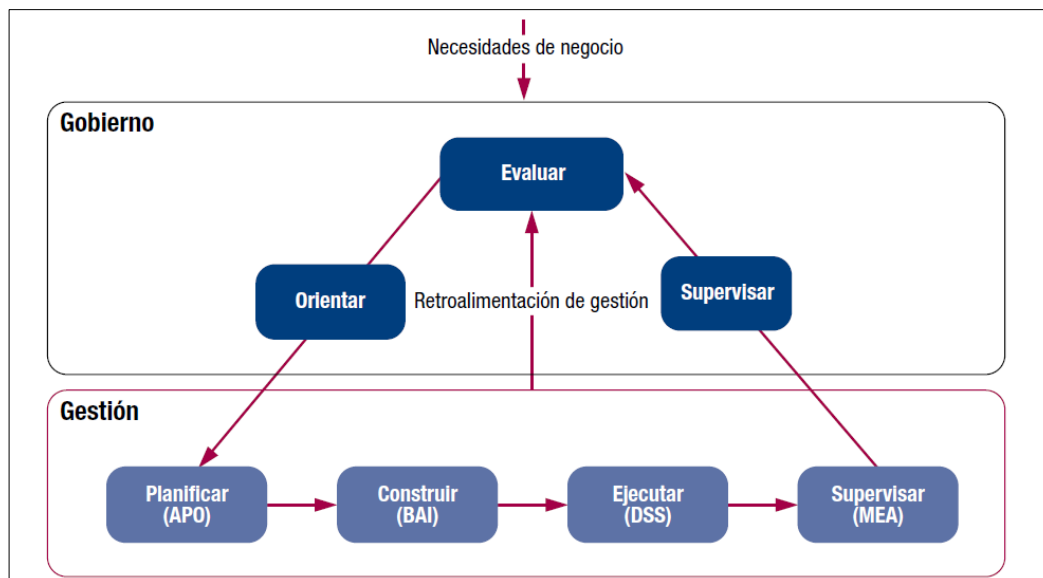 Necesidades de negocio
Gobierno
Evaluar
Orientar
Retroalimentación de gestión
Supervisar
Gestión
Planificar
(APO)
Construir
(BAI)
Ejecutar
(DSS)
Supervisar
(MEA)